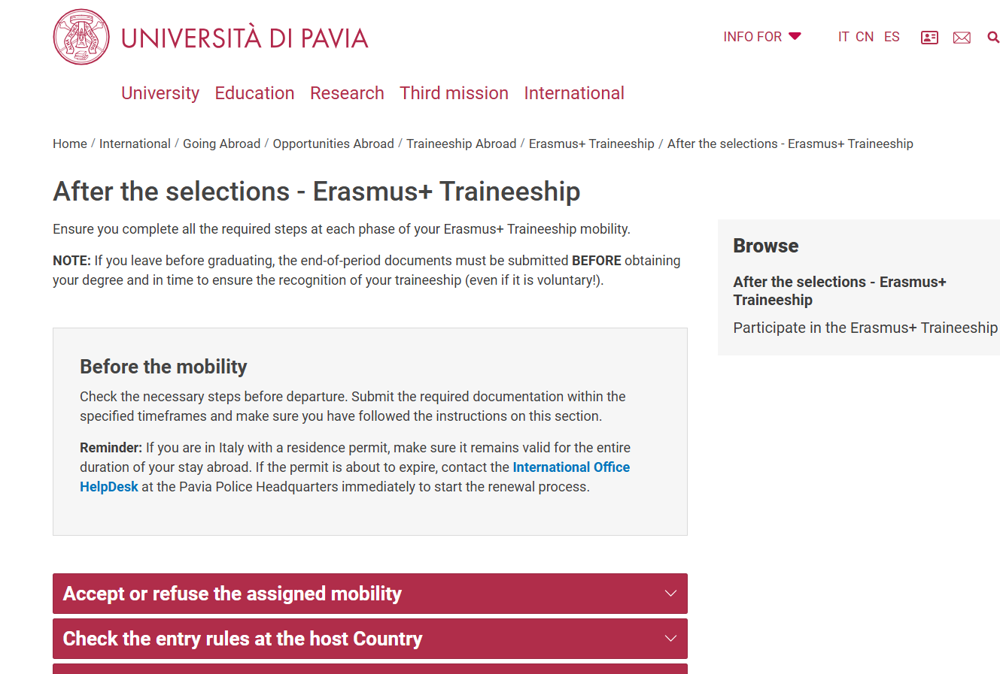 UNIVERSITÀ DI PAVIA
INFO FOR
IT CN ES
University Education Research Third mission International
Home / International / Going Abroad / Opportunities Abroad / Traineeship Abroad / Erasmus+ Traineeship / After the selections - Erasmus+ Traineeship
After the selections - Erasmus+ Traineeship
Ensure you complete all the required steps at each phase of your Erasmus+ Traineeship mobility.
NOTE: If you leave before graduating, the end-of-period documents must be submitted BEFORE obtaining
your degree and in time to ensure the recognition of your traineeship (even if it is voluntary!).
Browse
After the selections - Erasmus+
Traineeship
Participate in the Erasmus+ Traineeship
Before the mobility
Check the necessary steps before departure. Submit the required documentation within the
specified timeframes and make sure you have followed the instructions on this section.
Reminder: If you are in Italy with a residence permit, make sure it remains valid for the entire
duration of your stay abroad. If the permit is about to expire, contact the International Office
HelpDesk at the Pavia Police Headquarters immediately to start the renewal process.
Accept or refuse the assigned mobility
Check the entry rules at the host Country